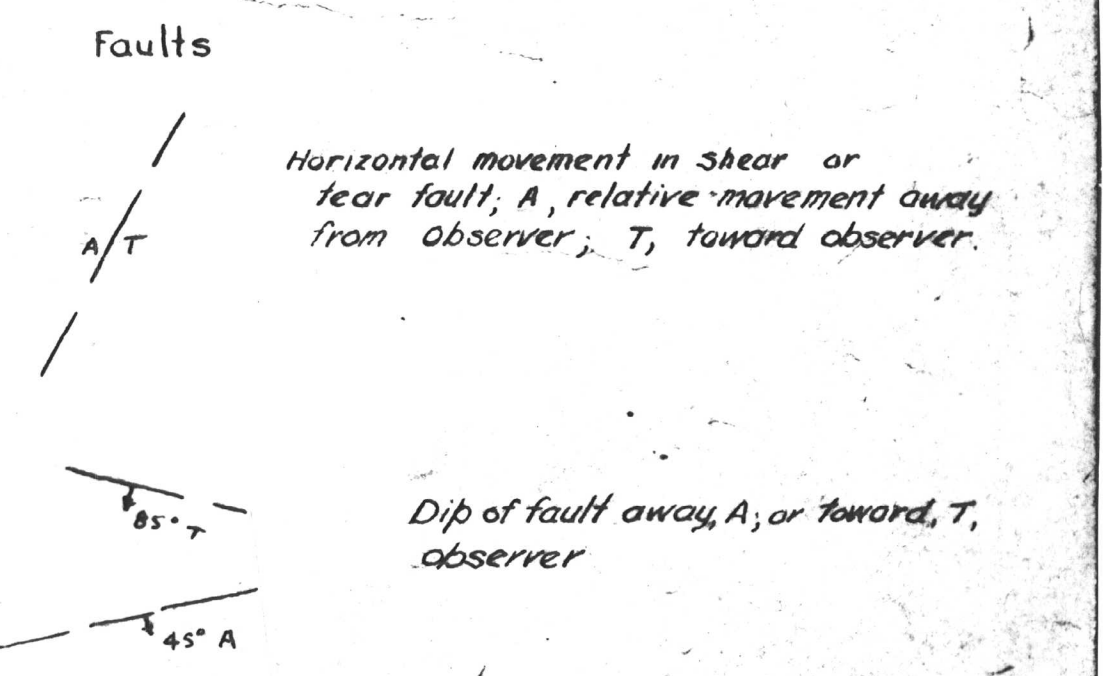 Faults
Horizontal movement in shear or
tear fault; A, relative movement away
from observer; T, toward observer.
A T
85° T
Dip of fault away, A; or toward, T,
observer
45° A